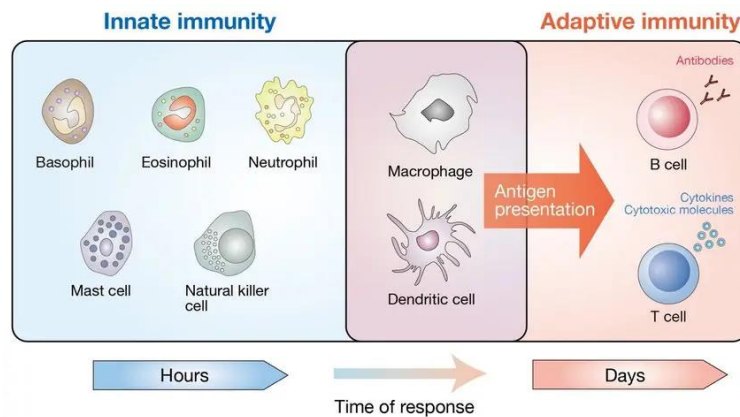 Innate immunity
Adaptive immunity
Basophil
Eosinophil
Neutrophil
Mast cell
Natural killer
cell
Macrophage
Dendritic cell
Antigen
presentation
Antibodies
B cell
Cytokines
Cytotoxic molecules
T cell
Hours
Time of response
Days